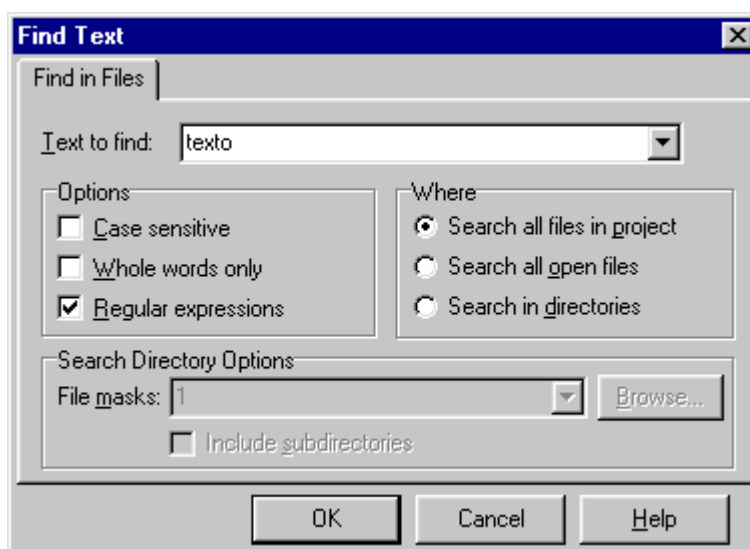 Find Text
Find in Files
Text to find: texto
Options
Case sensitive
Whole words only
Regular expressions
Where
Search all files in project
Search all open files
Search in directories
Search Directory Options
File masks: 1 Browse...
Include subdirectories
OK Cancel Help